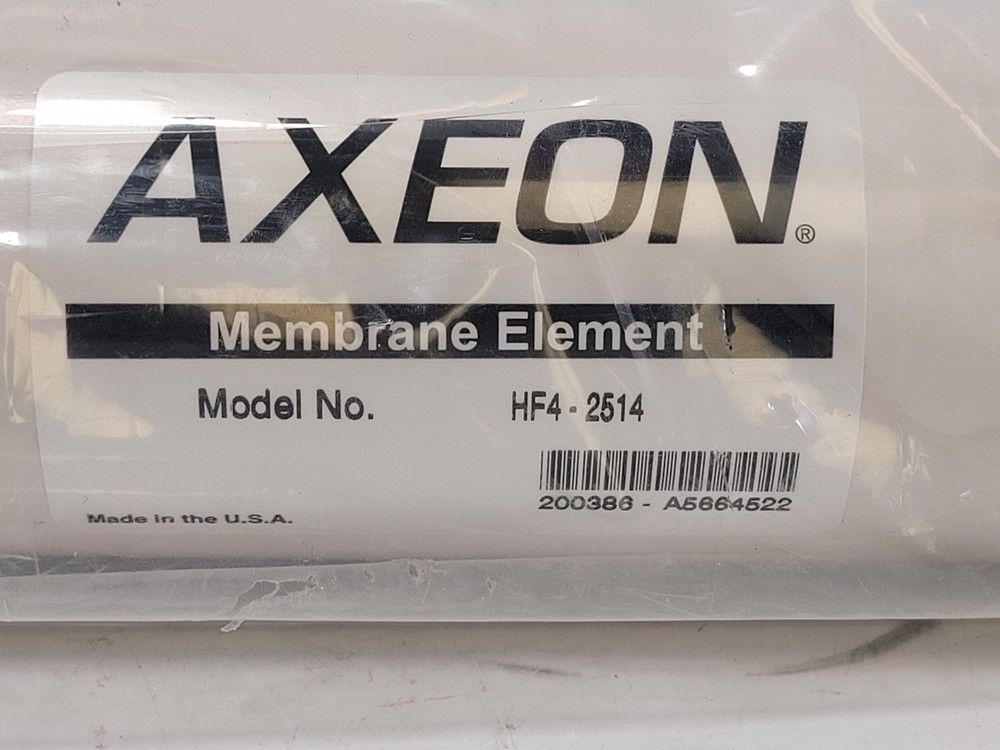 AXEON®
Membrane Element
Model No. HF4 - 2514
200386 - A5664522
Made in the U.S.A.